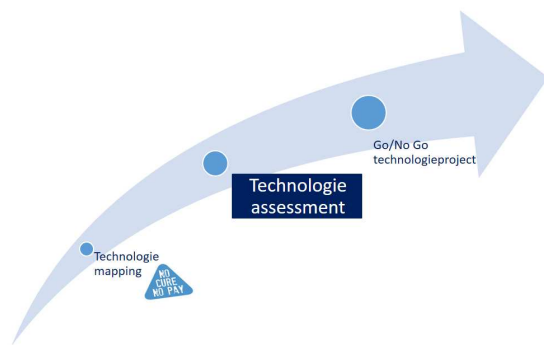 Go/No Go
technologieproject
Technologie
assessment
Technologie
mapping
NO
CURE
NO PAY